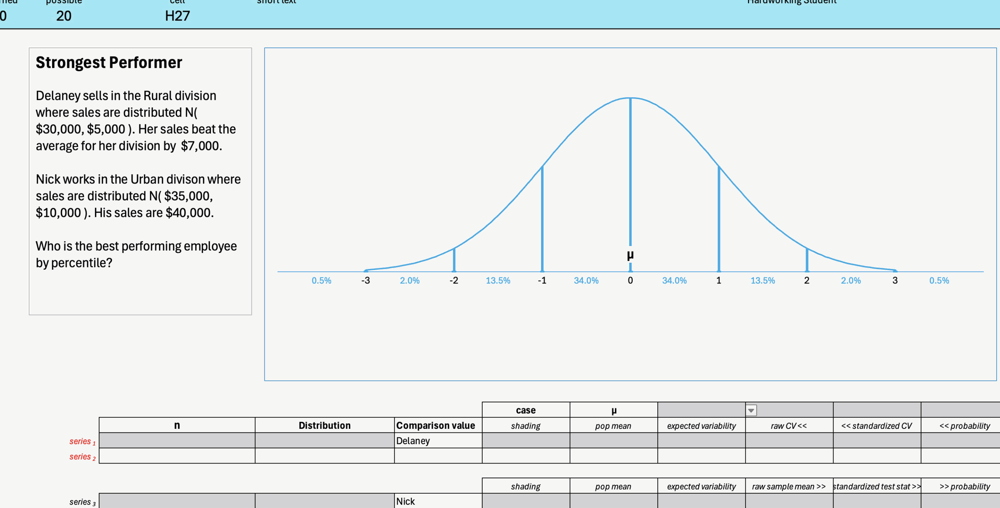 possible cell short text Hardworking Student
0 20 H27
Strongest Performer
Delaney sells in the Rural division
where sales are distributed N(
$30,000, $5,000 ). Her sales beat the
average for her division by $7,000.
Nick works in the Urban divison where
sales are distributed N( $35,000,
$10,000 ). His sales are $40,000.
Who is the best performing employee
by percentile?
μ
0.5% -3 2.0% -2 13.5% -1 34.0% 0 34.0% 1 13.5% 2 2.0% 3 0.5%
case μ
n Distribution Comparison value shading pop mean expected variability raw CV << << standardized CV << probability
series 1 Delaney
series 2
shading pop mean expected variability raw sample mean >> standardized test stat >> >> probability
series 3 Nick